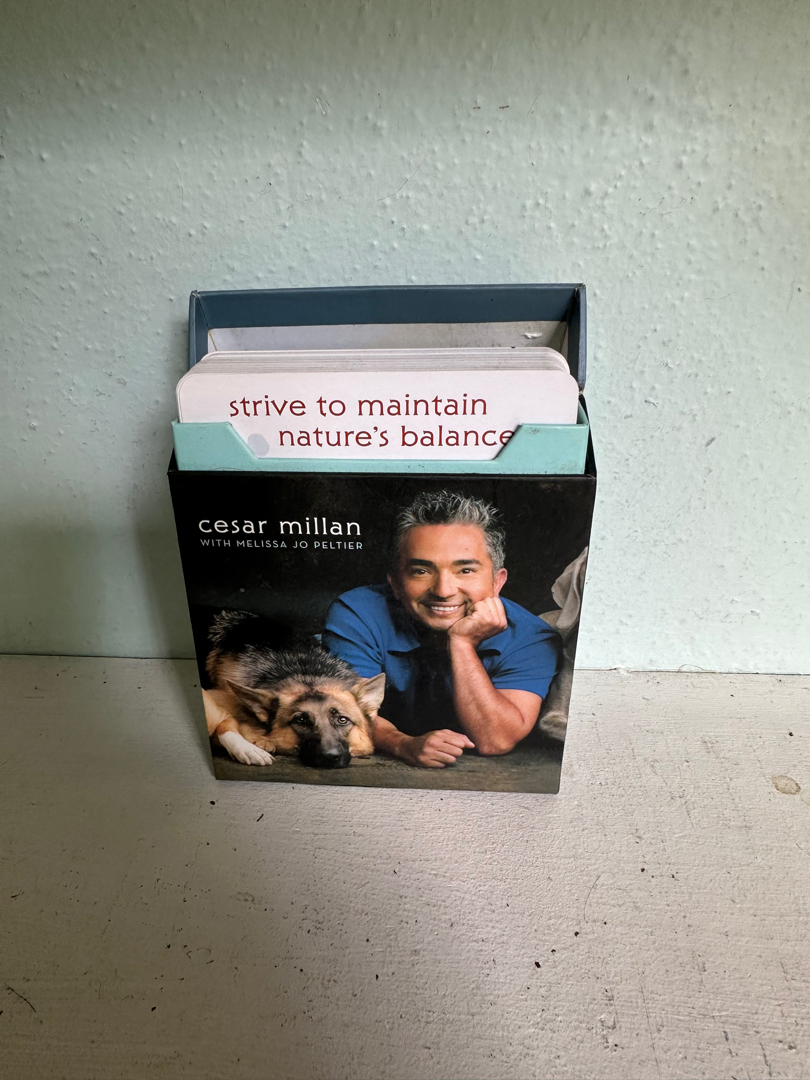 strive to maintain
nature's balance
cesar millan
WITH MELISSA JO PELTIER